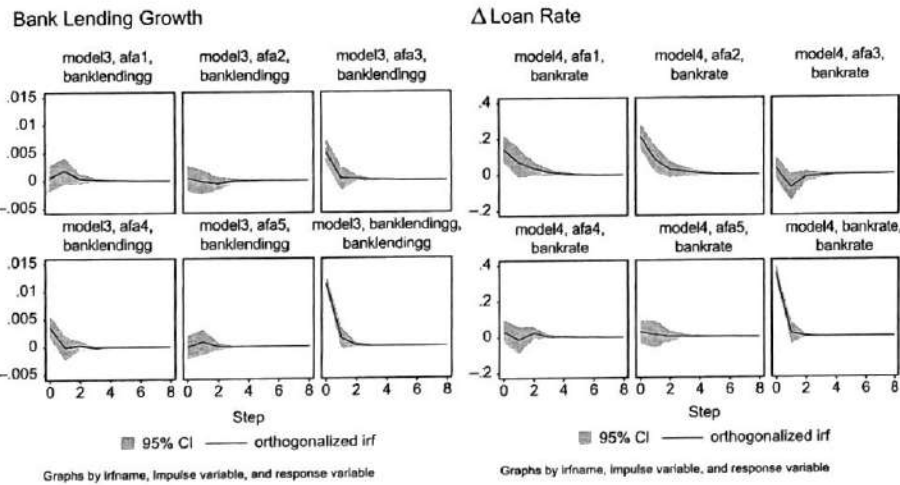 Bank Lending Growth
model3, afa1,
banklendingg
model3, afa2,
banklendingg
model3, afa3,
banklendingg
.015
.01
.005
0
-.005
model3, afa4,
banklendingg
model3, afa5,
banklendingg
model3, banklendingg,
banklendingg
.015
.01
.005
0
-.005
0 2 4 6 8
0 2 4 6 8
0 2 4 6 8
Step
95% CI
orthogonalized irf
Graphs by irfname, impulse variable, and response variable
Δ Loan Rate
model4, afa1,
bankrate
model4, afa2,
bankrate
model4, afa3,
bankrate
.4
.2
0
-.2
model4, afa4,
bankrate
model4, afa5,
bankrate
model4, bankrate,
bankrate
.4
.2
0
-.2
0 2 4 6 8
0 2 4 6 8
0 2 4 6 8
Step
95% CI
orthogonalized irf
Graphs by irfname, impulse variable, and response variable